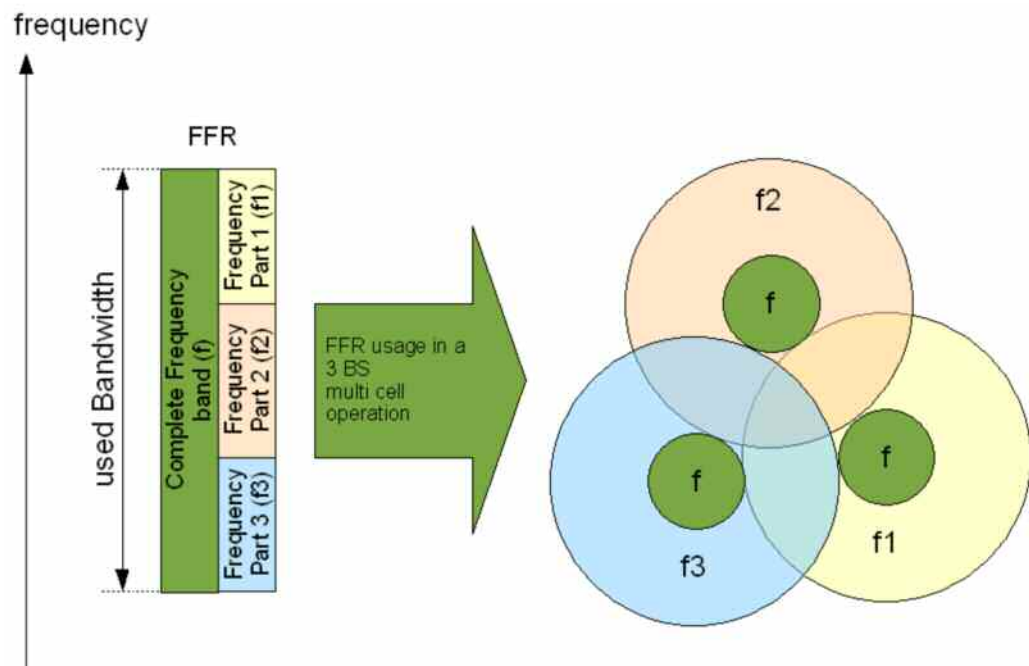 frequency
FFR
used Bandwidth
Complete Frequency
band (f)
Frequency
Part 1 (f1)
Frequency
Part 2 (f2)
Frequency
Part 3 (f3)
FFR usage in a
3 BS
multi cell
operation
f2
f
f
f
f1
f3